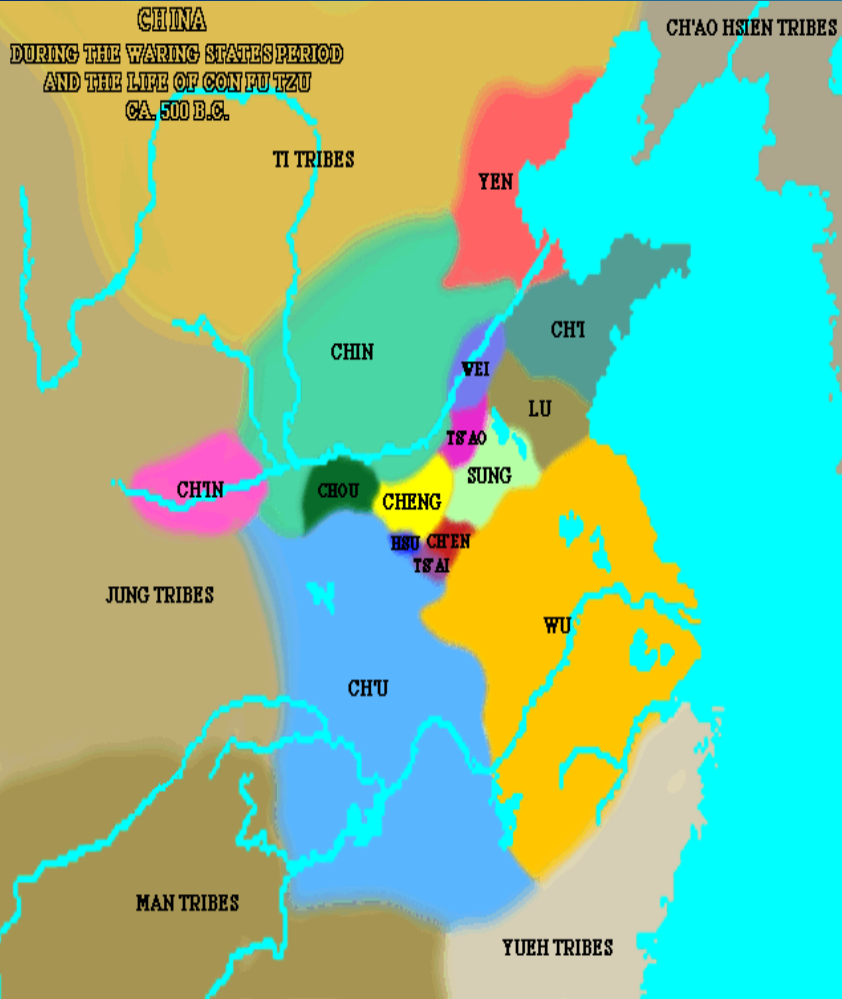 CHINA
DURING THE WARING STATES PERIOD
AND THE LIFE OF CON FU TZU
CA. 500 B.C.
CH'AO HSIEN TRIBES
TI TRIBES
YEN
CHIN
CH'I
WEI
LU
TS'AO
SUNG
CH'IN
CHOU
CHENG
HSU
CH'EN
TS'AI
JUNG TRIBES
WU
CH'U
MAN TRIBES
YUEH TRIBES